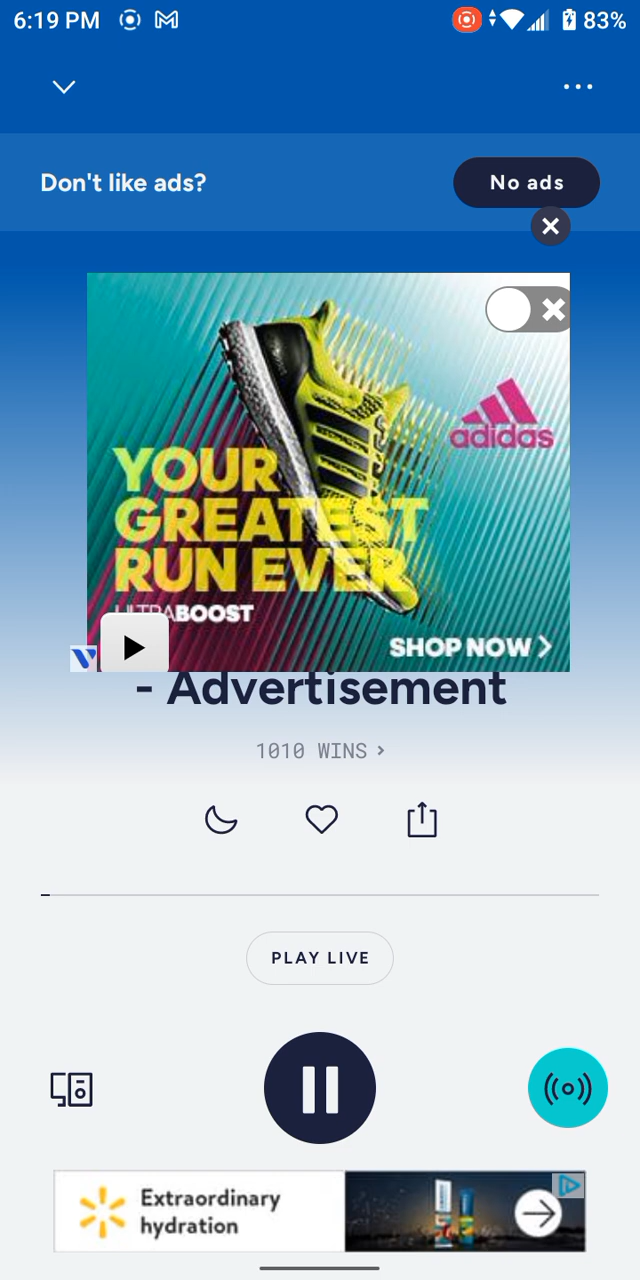 6:19 PM
83%
Don't like ads?
No ads
adidas
YOUR
GREATEST
RUN EVER
ULTRABOOST
SHOP NOW
- Advertisement
1010 WINS
PLAY LIVE
Extraordinary
hydration